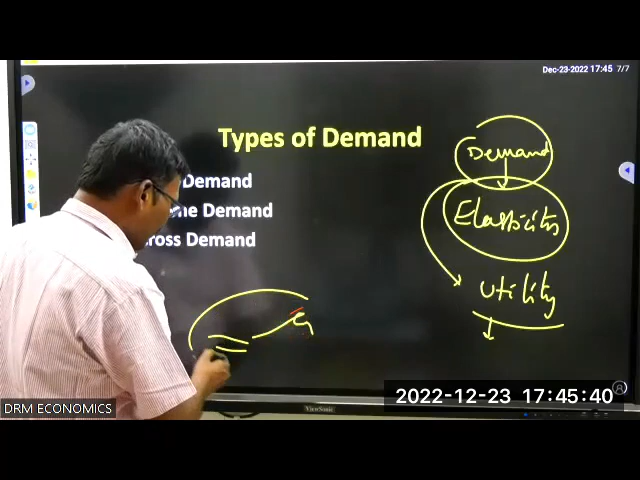 Dec-23-2022 17:45 7/7
Types of Demand
Demand
me Demand
ross Demand
Demand
Elasticity
Utility
2022-12-23 17:45:40
DRM ECONOMICS
ViewSonic